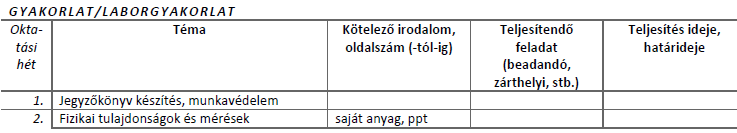 GYAKORLAT/LABORGYAKORLAT
Okta-
tási
hét
Téma
Kötelező irodalom,
oldalszám (-tól-ig)
Teljesítendő
feladat
(beadandó,
zárthelyi, stb.)
Teljesítés ideje,
határideje
1. Jegyzőkönyv készítés, munkavédelem
2. Fizikai tulajdonságok és mérések saját anyag, ppt